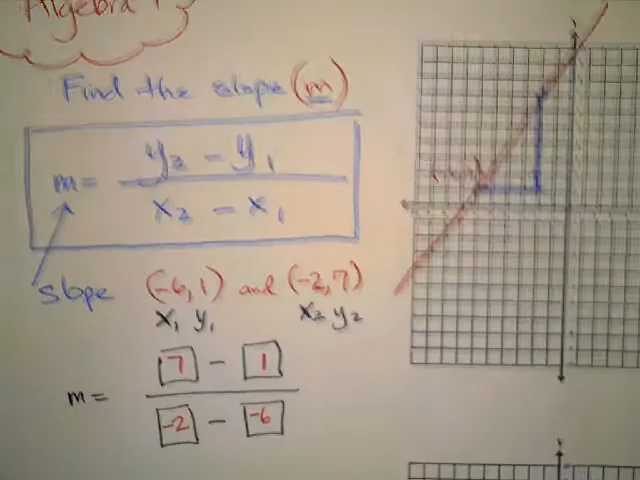 Algebra 1
Find the slope (m)
m = y₂ - y₁
x₂ - x₁
slope (-6, 1) and (-2, 7)
x₁ y₁ x₂ y₂
m = 7 - 1
-2 - -6